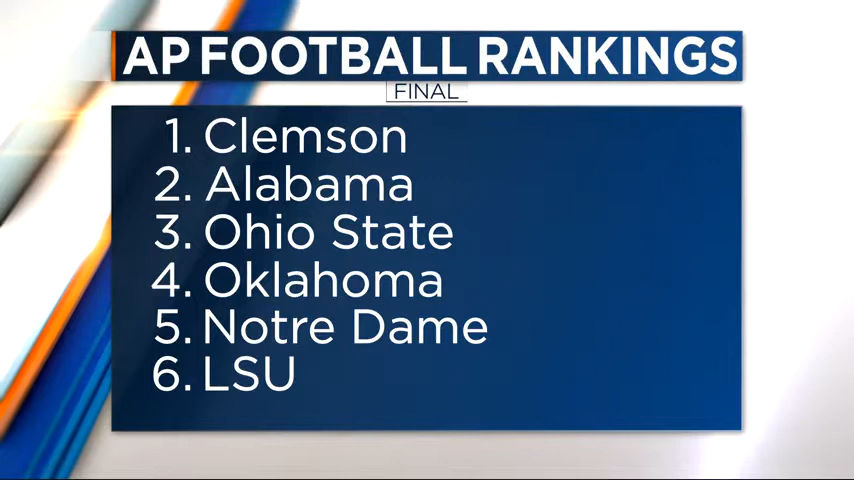 AP FOOTBALL RANKINGS
FINAL
1. Clemson
2. Alabama
3. Ohio State
4. Oklahoma
5. Notre Dame
6. LSU